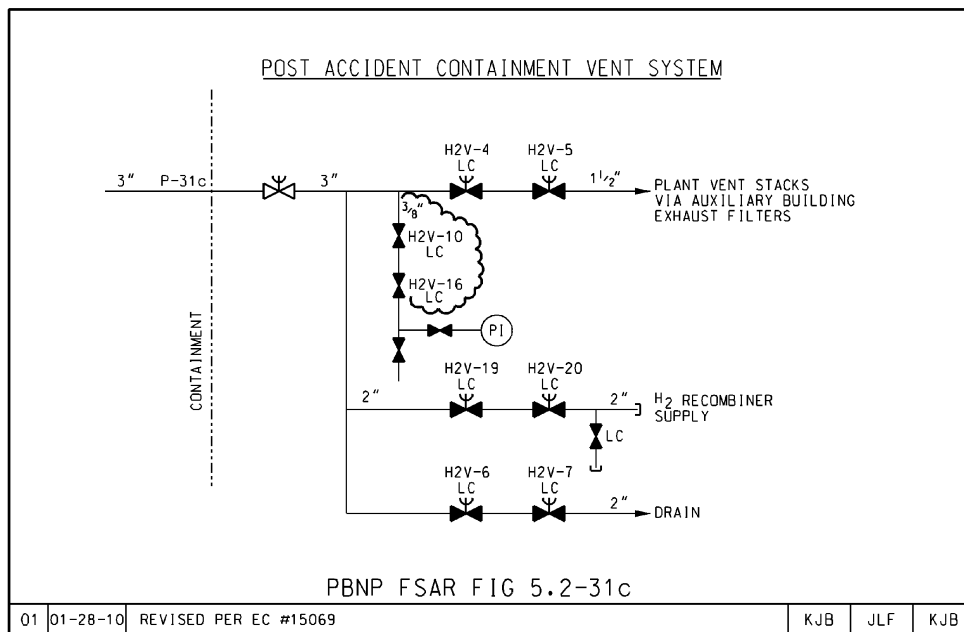 POST ACCIDENT CONTAINMENT VENT SYSTEM
H2V-4 H2V-5
LC LC
3" P-31c 3" 1 1/2" PLANT VENT STACKS
VIA AUXILIARY BUILDING
EXHAUST FILTERS
3/8"
H2V-10
LC
H2V-16
LC
PI
CONTAINMENT
H2V-19 H2V-20
LC LC
2" 2" H2 RECOMBINER
SUPPLY
LC
H2V-6 H2V-7
LC LC
2" DRAIN
PBNP FSAR FIG 5.2-31c
01 01-28-10 REVISED PER EC #15069 KJB JLF KJB